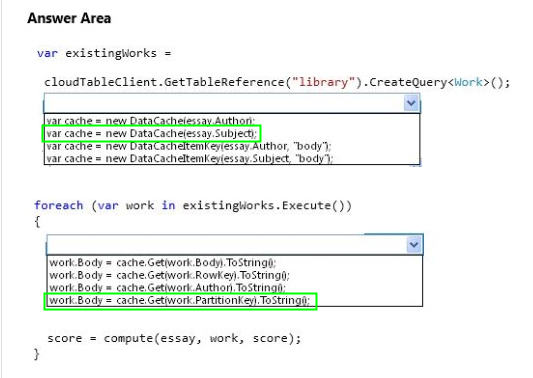 Answer Area
var existingWorks =
cloudTableClient.GetTableReference("library").CreateQuery<Work>();
var cache = new DataCache(essay.Author);
var cache = new DataCache(essay.Subject);
var cache = new DataCacheItemKey(essay.Author, "body");
var cache = new DataCacheItemKey(essay.Subject, "body");
foreach (var work in existingWorks.Execute())
{
work.Body = cache.Get(work.Body).ToString();
work.Body = cache.Get(work.RowKey).ToString();
work.Body = cache.Get(work.Author).ToString();
work.Body = cache.Get(work.PartitionKey).ToString();
score = compute(essay, work, score);
}